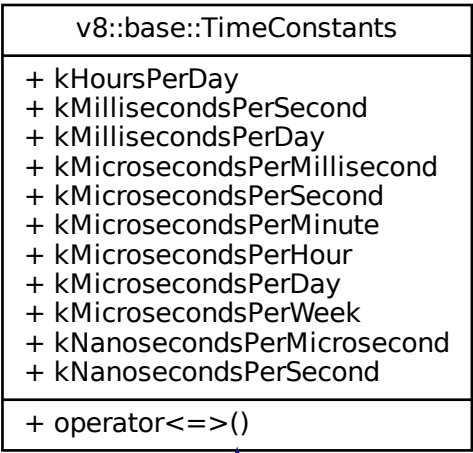 v8::base::TimeConstants
+ kHoursPerDay
+ kMillisecondsPerSecond
+ kMillisecondsPerDay
+ kMicrosecondsPerMillisecond
+ kMicrosecondsPerSecond
+ kMicrosecondsPerMinute
+ kMicrosecondsPerHour
+ kMicrosecondsPerDay
+ kMicrosecondsPerWeek
+ kNanosecondsPerMicrosecond
+ kNanosecondsPerSecond
+ operator<=>()